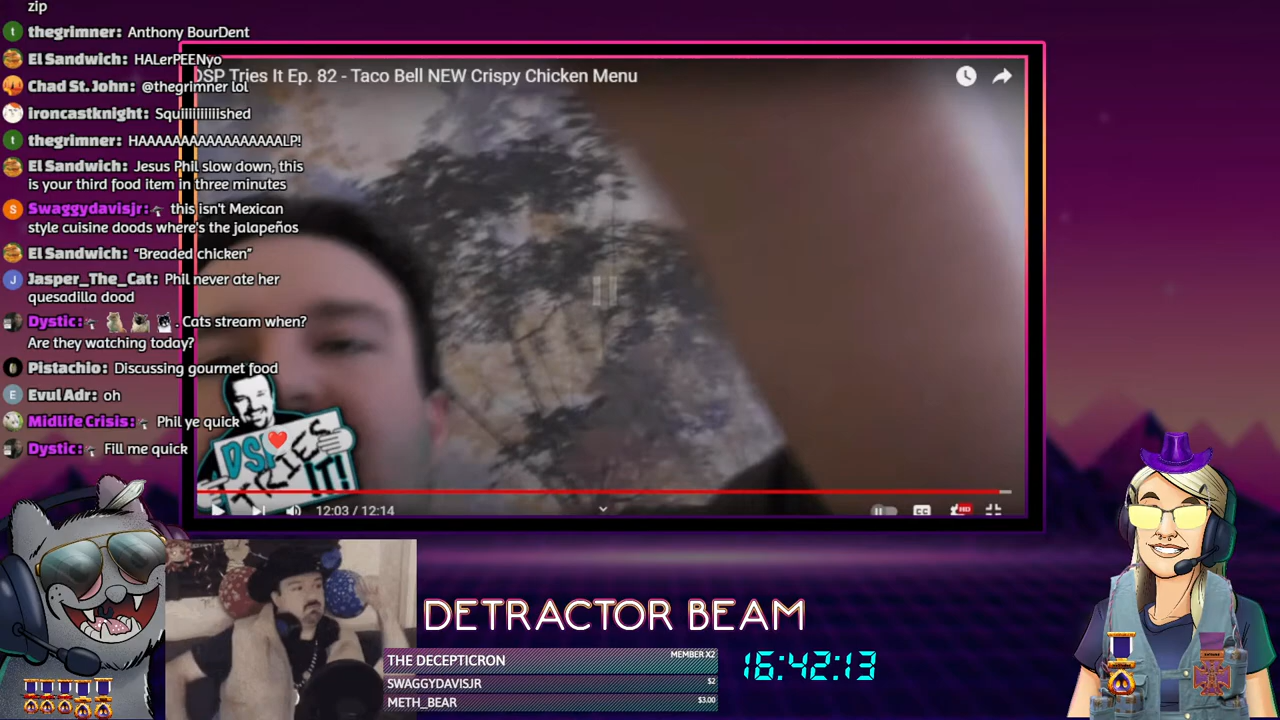 zip
thegrimner: Anthony BourDent
El Sandwich: HALerPEENyo
Chad St. John: @thegrimner lol
ironcastknight: Squiiiiiiiiished
thegrimner: HAAAAAAAAAAAAAAAALP!
El Sandwich: Jesus Phil slow down, this
is your third food item in three minutes
Swaggydavisjr: this isn't Mexican
style cuisine doods where's the jalapeños
El Sandwich: "Breaded chicken"
Jasper_The_Cat: Phil never ate her
quesadilla dood
Dystic: . Cats stream when?
Are they watching today?
Pistachio: Discussing gourmet food
Evul Adr: oh
Midlife Crisis: Phil ye quick
Dystic: Fill me quick
DSP Tries It Ep. 82 - Taco Bell NEW Crispy Chicken Menu
DSP
TRIES
IT!
12:03 / 12:14
CC
HD
DETRACTOR BEAM
THE DECEPTICRON MEMBER X2
SWAGGYDAVISJR $2
METH_BEAR $3.00
16:42:13